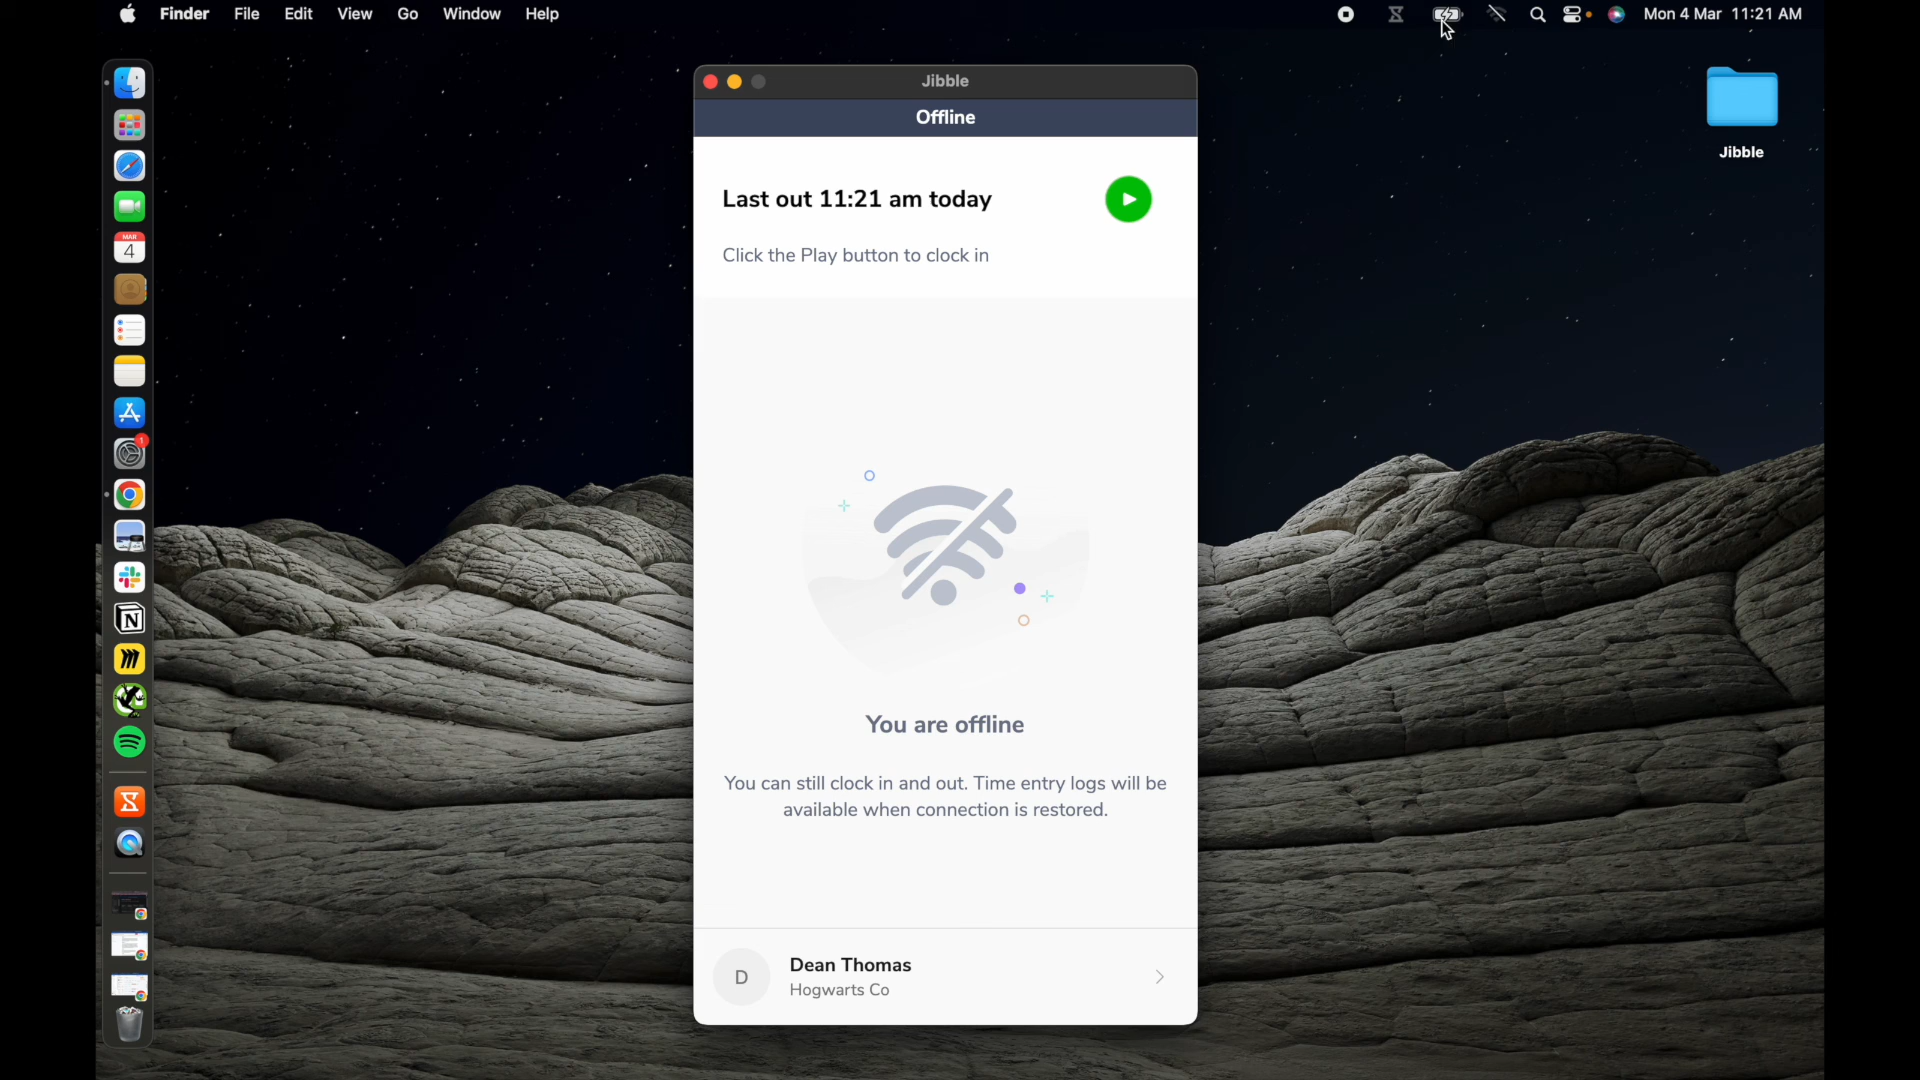 Finder File Edit View Go Window Help
Mon 4 Mar 11:21 AM
Jibble
Offline
Last out 11:21 am today
Click the Play button to clock in
You are offline
You can still clock in and out. Time entry logs will be
available when connection is restored.
D
Dean Thomas
Hogwarts Co
Jibble
MAR
4
1